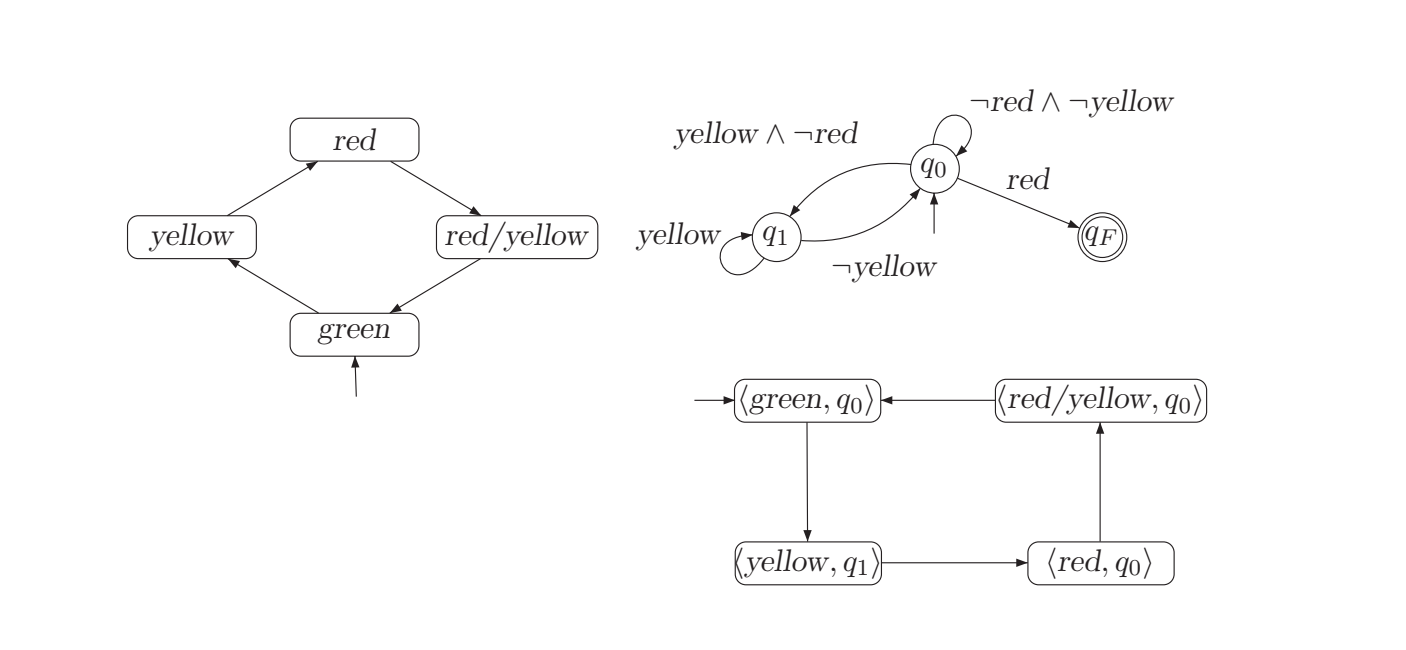 red
yellow
red/yellow
green
¬red ∧ ¬yellow
yellow ∧ ¬red
q₀
red
yellow
q₁
q_F
¬yellow
⟨green, q₀⟩
⟨red/yellow, q₀⟩
⟨yellow, q₁⟩
⟨red, q₀⟩